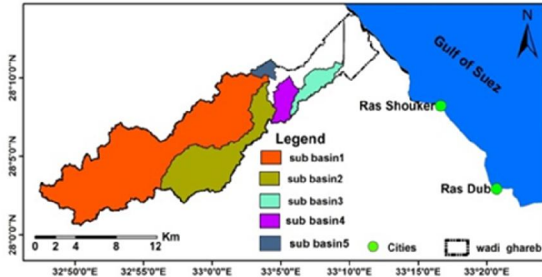 N
Gulf of Suez
28°10'0"N
28°5'0"N
28°0'0"N
Ras Shouker
Ras Dub
Legend
sub basin1
sub basin2
sub basin3
sub basin4
sub basin5
Cities
wadi ghareb
Km
0 2 4 8 12
32°50'0"E 32°55'0"E 33°0'0"E 33°5'0"E 33°10'0"E 33°15'0"E 33°0'0"E